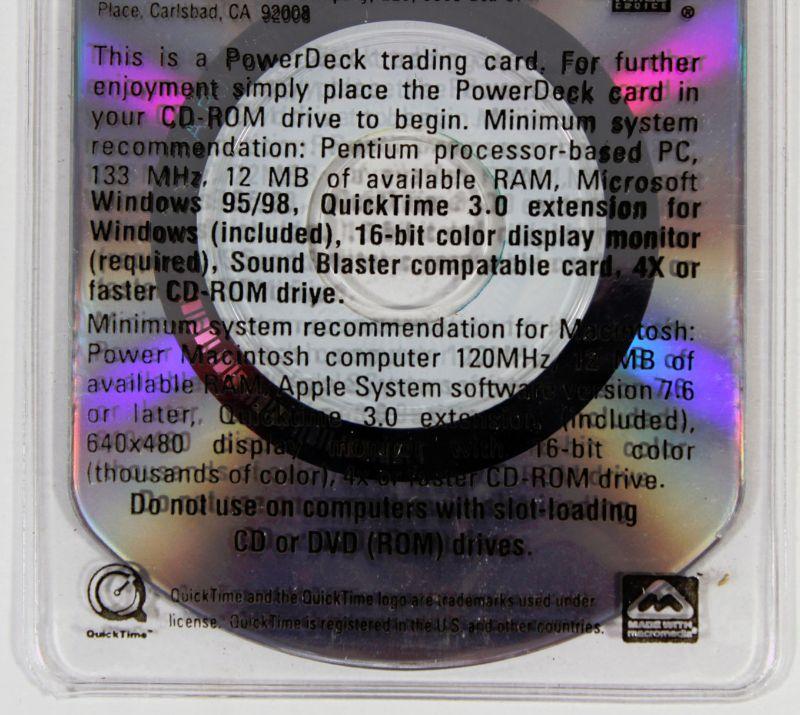 Place, Carlsbad, CA 92008
CHOICE ®
This is a PowerDeck trading card. For further
enjoyment simply place the PowerDeck card in
your CD-ROM drive to begin. Minimum system
recommendation: Pentium processor-based PC,
133 MHz, 12 MB of available RAM, Microsoft
Windows 95/98, QuickTime 3.0 extension for
Windows (included), 16-bit color display monitor
(required), Sound Blaster compatable card, 4X or
faster CD-ROM drive.
Minimum system recommendation for Macintosh:
Power Macintosh computer 120MHz, 12 MB of
available RAM, Apple System software version 7.6
or later, Quicktime 3.0 extension, (included),
640x480 display monitor with 16-bit color
(thousands of color), 4x or faster CD-ROM drive.
Do not use on computers with slot-loading
CD or DVD (ROM) drives.
QuickTime and the QuickTime logo are trademarks used under
license. QuickTime is registered in the U.S. and other countries.
QuickTime™
MADE WITH
macromedia®